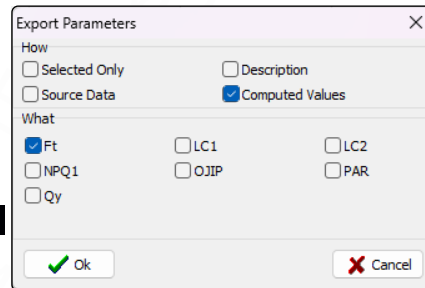 Export Parameters
How
Selected Only Description
Source Data Computed Values
What
Ft LC1 LC2
NPQ1 OJIP PAR
Qy
Ok Cancel